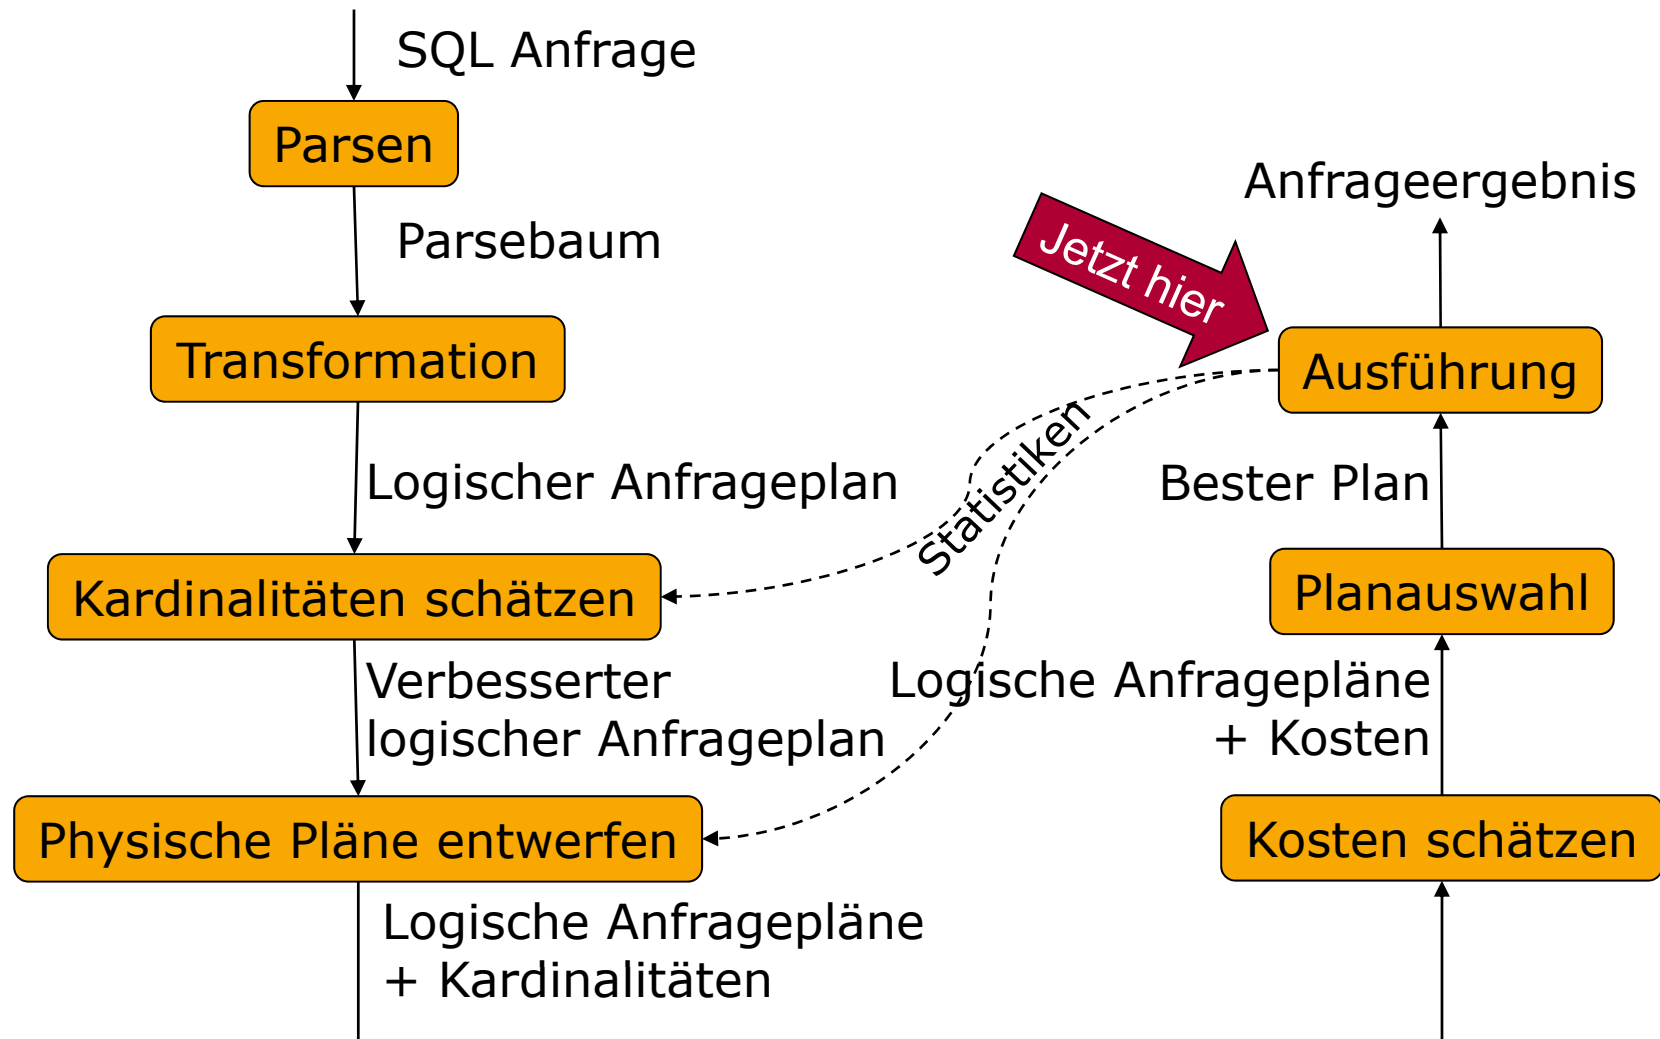 SQL Anfrage
Parsen
Parsebaum
Transformation
Logischer Anfrageplan
Kardinalitäten schätzen
Verbesserter
logischer Anfrageplan
Physische Pläne entwerfen
Logische Anfragepläne
+ Kardinalitäten
Statistiken
Jetzt hier
Anfrageergebnis
Ausführung
Bester Plan
Planauswahl
Logische Anfragepläne
+ Kosten
Kosten schätzen